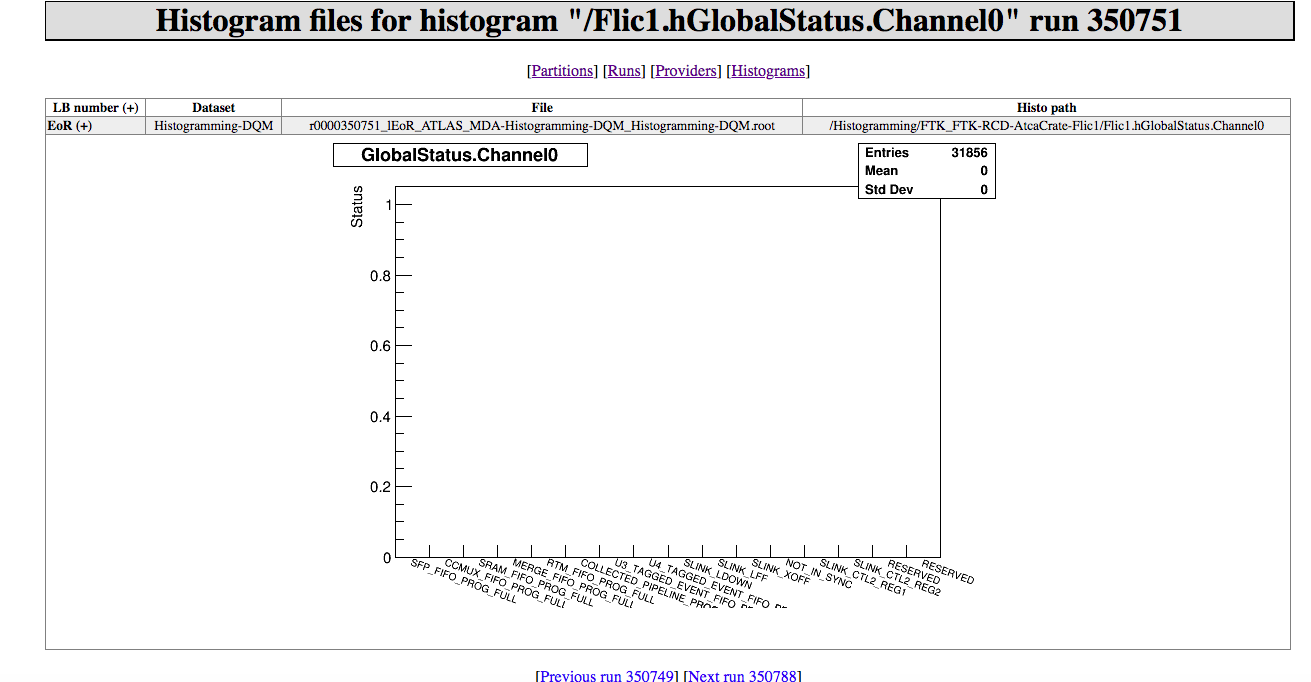 Histogram files for histogram "/Flic1.hGlobalStatus.Channel0" run 350751
[Partitions] [Runs] [Providers] [Histograms]
LB number (+) Dataset File Histo path
EoR (+) Histogramming-DQM r0000350751_lEoR_ATLAS_MDA-Histogramming-DQM_Histogramming-DQM.root /Histogramming/FTK_FTK-RCD-AtcaCrate-Flic1/Flic1.hGlobalStatus.Channel0
GlobalStatus.Channel0
Entries 31856
Mean 0
Std Dev 0
Status
1
0.8
0.6
0.4
0.2
0
SFP_FIFO_PROG_FULL
CCMUX_FIFO_PROG_FULL
SRAM_FIFO_PROG_FULL
MERGE_FIFO_PROG_FULL
RTM_FIFO_PROG_FULL
COLLECTED_PIPELINE_PROG
U3_TAGGED_EVENT_FIFO_PR
U4_TAGGED_EVENT_FIFO_PR
SLINK_LDOWN
SLINK_LFF
SLINK_XOFF
NOT_IN_SYNC
SLINK_CTL2_REG1
SLINK_CTL2_REG2
RESERVED
RESERVED
[Previous run 350749] [Next run 350788]